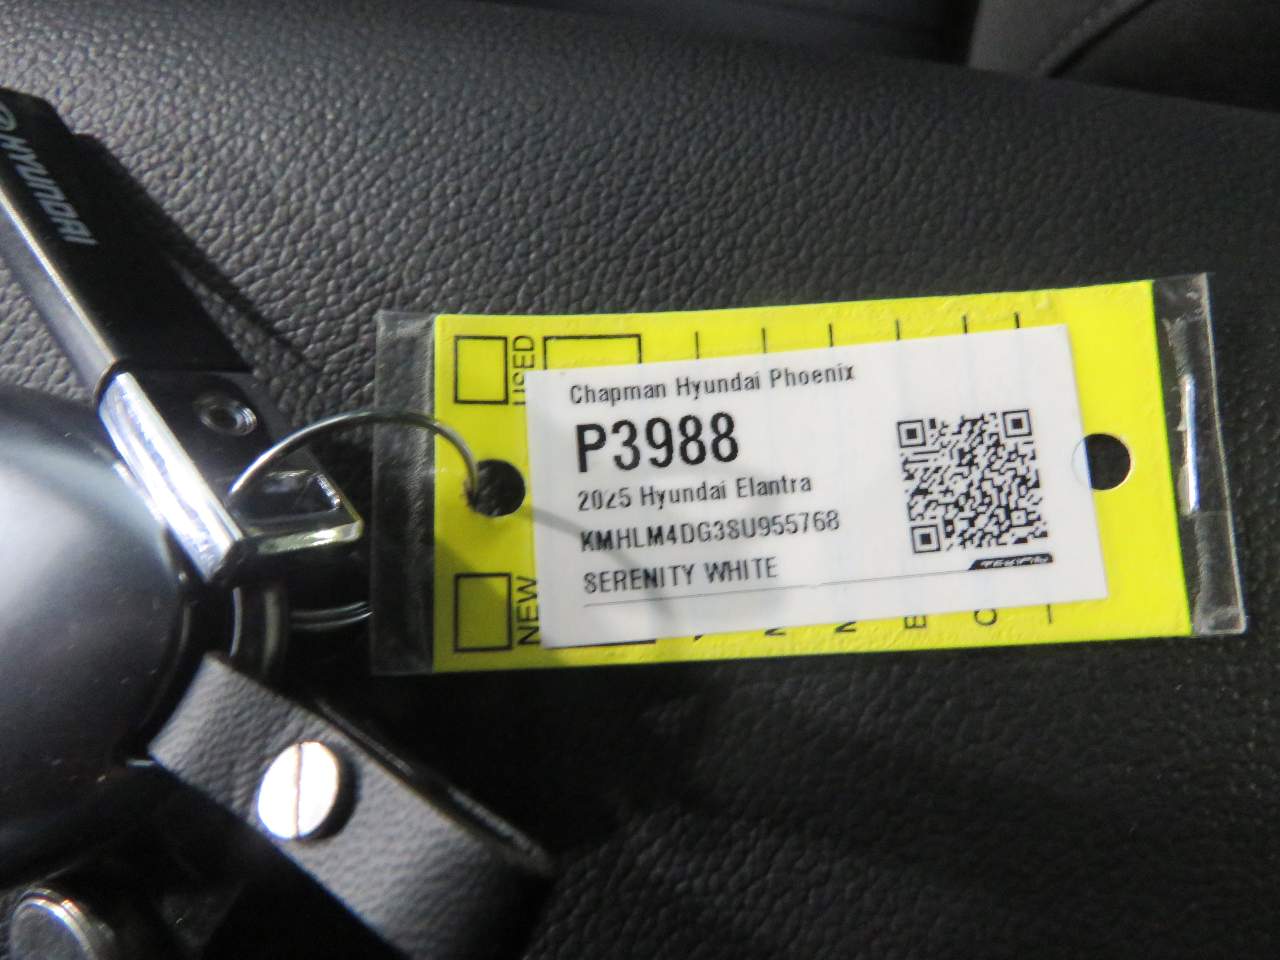 HYUNDAI
USED
Chapman Hyundai Phoenix
P3988
2025 Hyundai Elantra
KMHLM4DG3SU955768
SERENITY WHITE
NEW